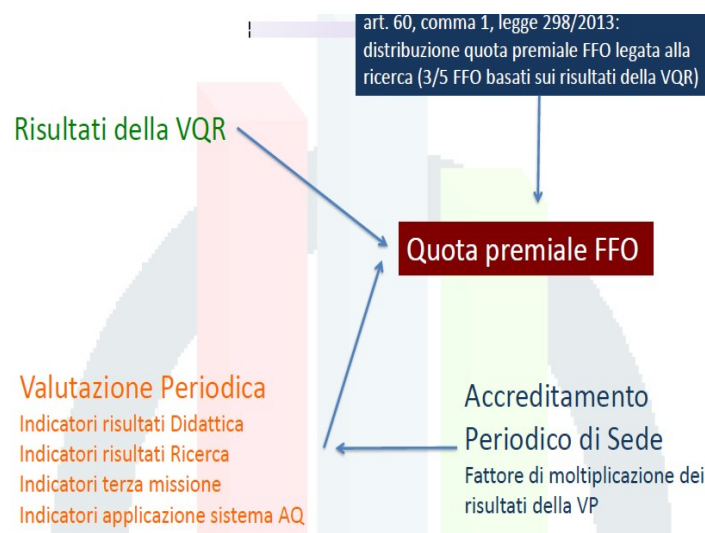 art. 60, comma 1, legge 298/2013:
distribuzione quota premiale FFO legata alla
ricerca (3/5 FFO basati sui risultati della VQR)
Risultati della VQR
Quota premiale FFO
Valutazione Periodica
Indicatori risultati Didattica
Indicatori risultati Ricerca
Indicatori terza missione
Indicatori applicazione sistema AQ
Accreditamento
Periodico di Sede
Fattore di moltiplicazione dei
risultati della VP